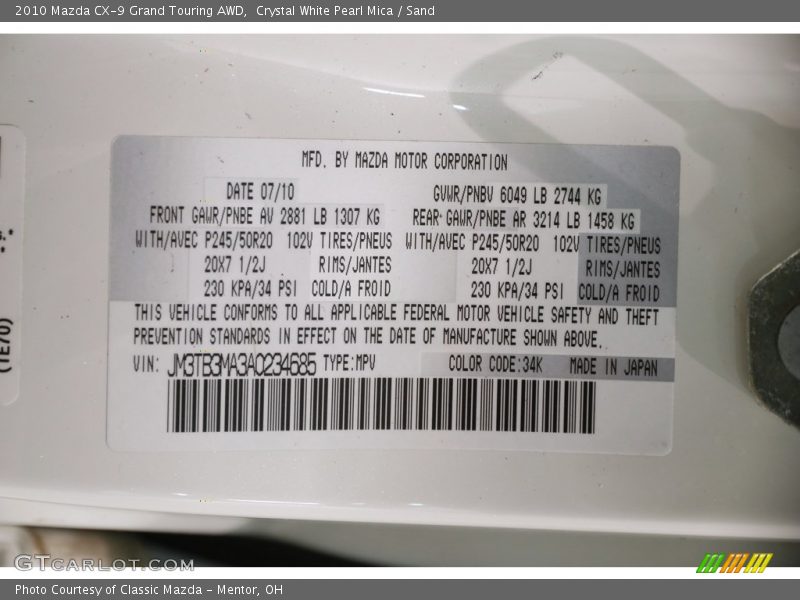 2010 Mazda CX-9 Grand Touring AWD,  Crystal White Pearl Mica / Sand
MFD. BY MAZDA MOTOR CORPORATION
DATE 07/10 GVWR/PNBV 6049 LB 2744 KG
FRONT GAWR/PNBE AV 2881 LB 1307 KG REAR GAWR/PNBE AR 3214 LB 1458 KG
WITH/AVEC P245/50R20 102V TIRES/PNEUS WITH/AVEC P245/50R20 102V TIRES/PNEUS
20X7 1/2J RIMS/JANTES 20X7 1/2J RIMS/JANTES
230 KPA/34 PSI COLD/A FROID 230 KPA/34 PSI COLD/A FROID
THIS VEHICLE CONFORMS TO ALL APPLICABLE FEDERAL MOTOR VEHICLE SAFETY AND THEFT
PREVENTION STANDARDS IN EFFECT ON THE DATE OF MANUFACTURE SHOWN ABOVE.
VIN: JM3TB3MA3A0234685 TYPE:MPV COLOR CODE:34K MADE IN JAPAN
(1E70)
GTCARLOT.COM
Photo Courtesy of Classic Mazda - Mentor, OH